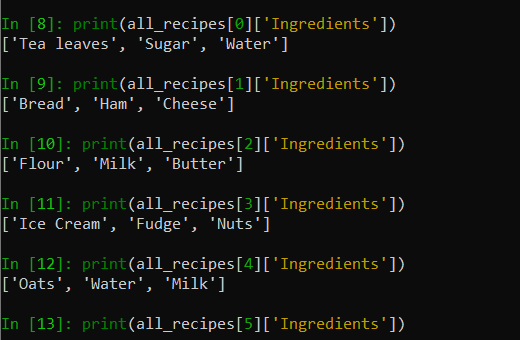 In [8]: print(all_recipes[0]['Ingredients'])
['Tea leaves', 'Sugar', 'Water']
In [9]: print(all_recipes[1]['Ingredients'])
['Bread', 'Ham', 'Cheese']
In [10]: print(all_recipes[2]['Ingredients'])
['Flour', 'Milk', 'Butter']
In [11]: print(all_recipes[3]['Ingredients'])
['Ice Cream', 'Fudge', 'Nuts']
In [12]: print(all_recipes[4]['Ingredients'])
['Oats', 'Water', 'Milk']
In [13]: print(all_recipes[5]['Ingredients'])